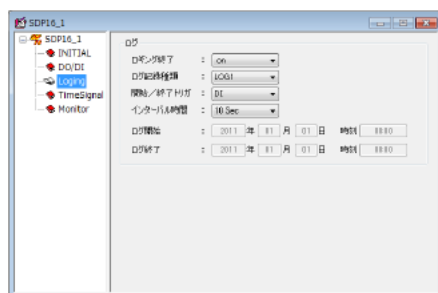 SDP16_1
SDP16_1
INITIAL
DO/DI
Loging
TimeSignal
Monitor
ログ
ロギング終了 : on
ログ記録種類 : LOG1
開始/終了トリガ : DI
インターバル時間 : 10 Sec
ログ開始 : 2011 年 01 月 01 日 時刻
ログ終了 : 2011 年 01 月 01 日 時刻